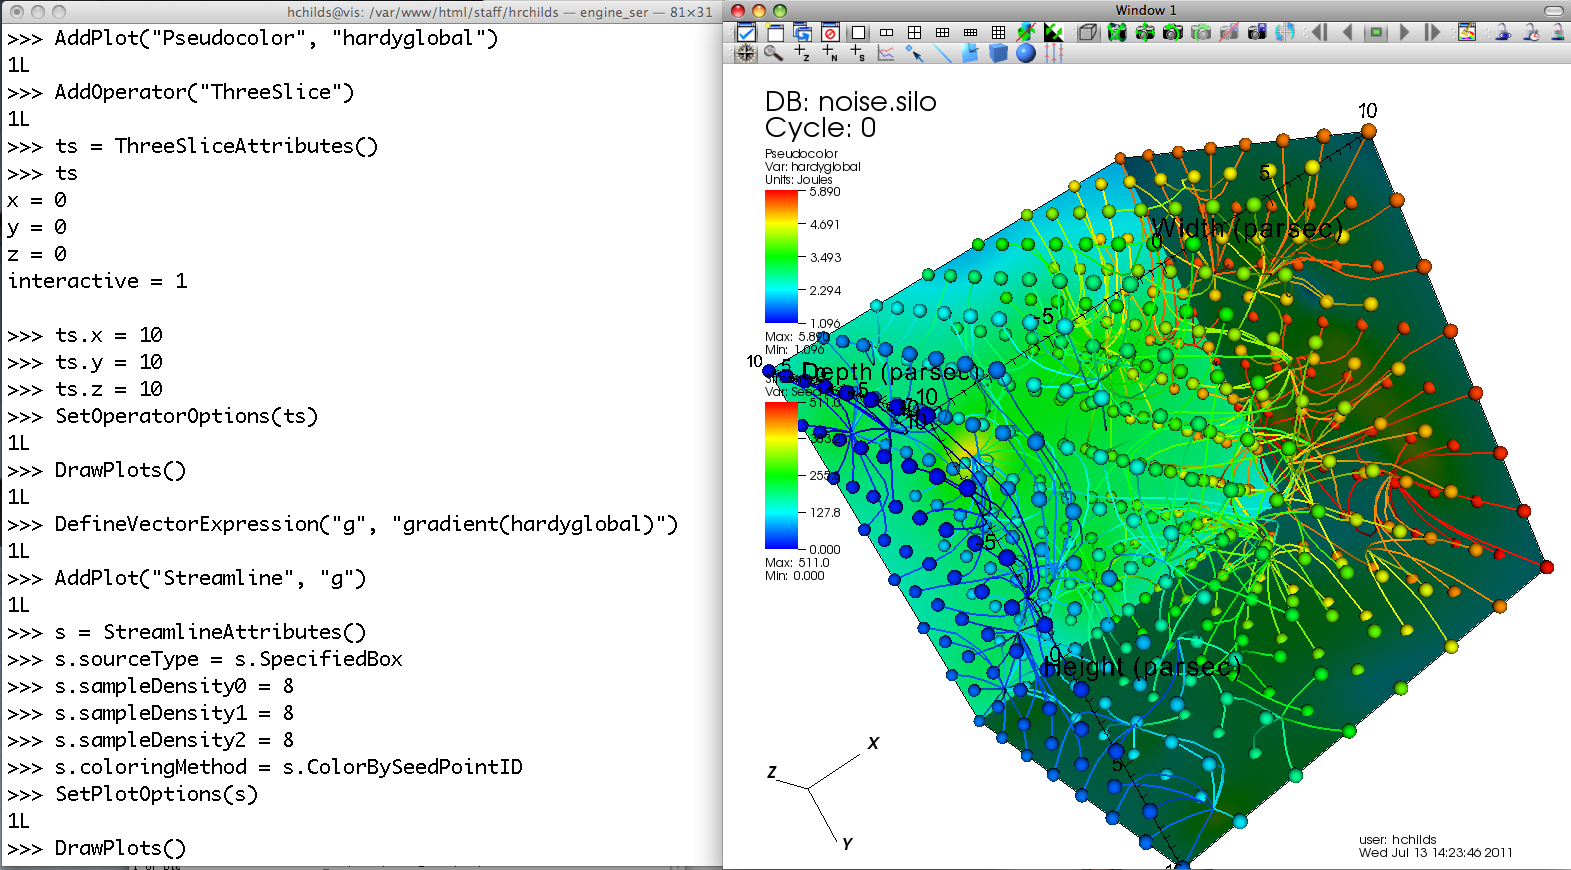 hchilds@vis: /var/www/html/staff/hrchilds — engine_ser — 81×31
>>> AddPlot("Pseudocolor", "hardyglobal")
1L
>>> AddOperator("ThreeSlice")
1L
>>> ts = ThreeSliceAttributes()
>>> ts
x = 0
y = 0
z = 0
interactive = 1
>>> ts.x = 10
>>> ts.y = 10
>>> ts.z = 10
>>> SetOperatorOptions(ts)
1L
>>> DrawPlots()
1L
>>> DefineVectorExpression("g", "gradient(hardyglobal)")
1L
>>> AddPlot("Streamline", "g")
1L
>>> s = StreamlineAttributes()
>>> s.sourceType = s.SpecifiedBox
>>> s.sampleDensity0 = 8
>>> s.sampleDensity1 = 8
>>> s.sampleDensity2 = 8
>>> s.coloringMethod = s.ColorBySeedPointID
>>> SetPlotOptions(s)
1L
>>> DrawPlots()
Window 1
DB: noise.silo
Cycle: 0
Pseudocolor
Var: hardyglobal
Units: Joules
5.890
4.691
3.493
2.294
1.096
Max: 5.890
Min: 1.096
Var:
511.0
255.
127.8
0.000
Max: 511.0
Min: 0.000
10
5
Width (parsec)
0
-5
-10
10
5
Depth (parsec)
-5
-10
-5
0
Height (parsec)
5
X
Z
Y
user: hchilds
Wed Jul 13 14:23:46 2011